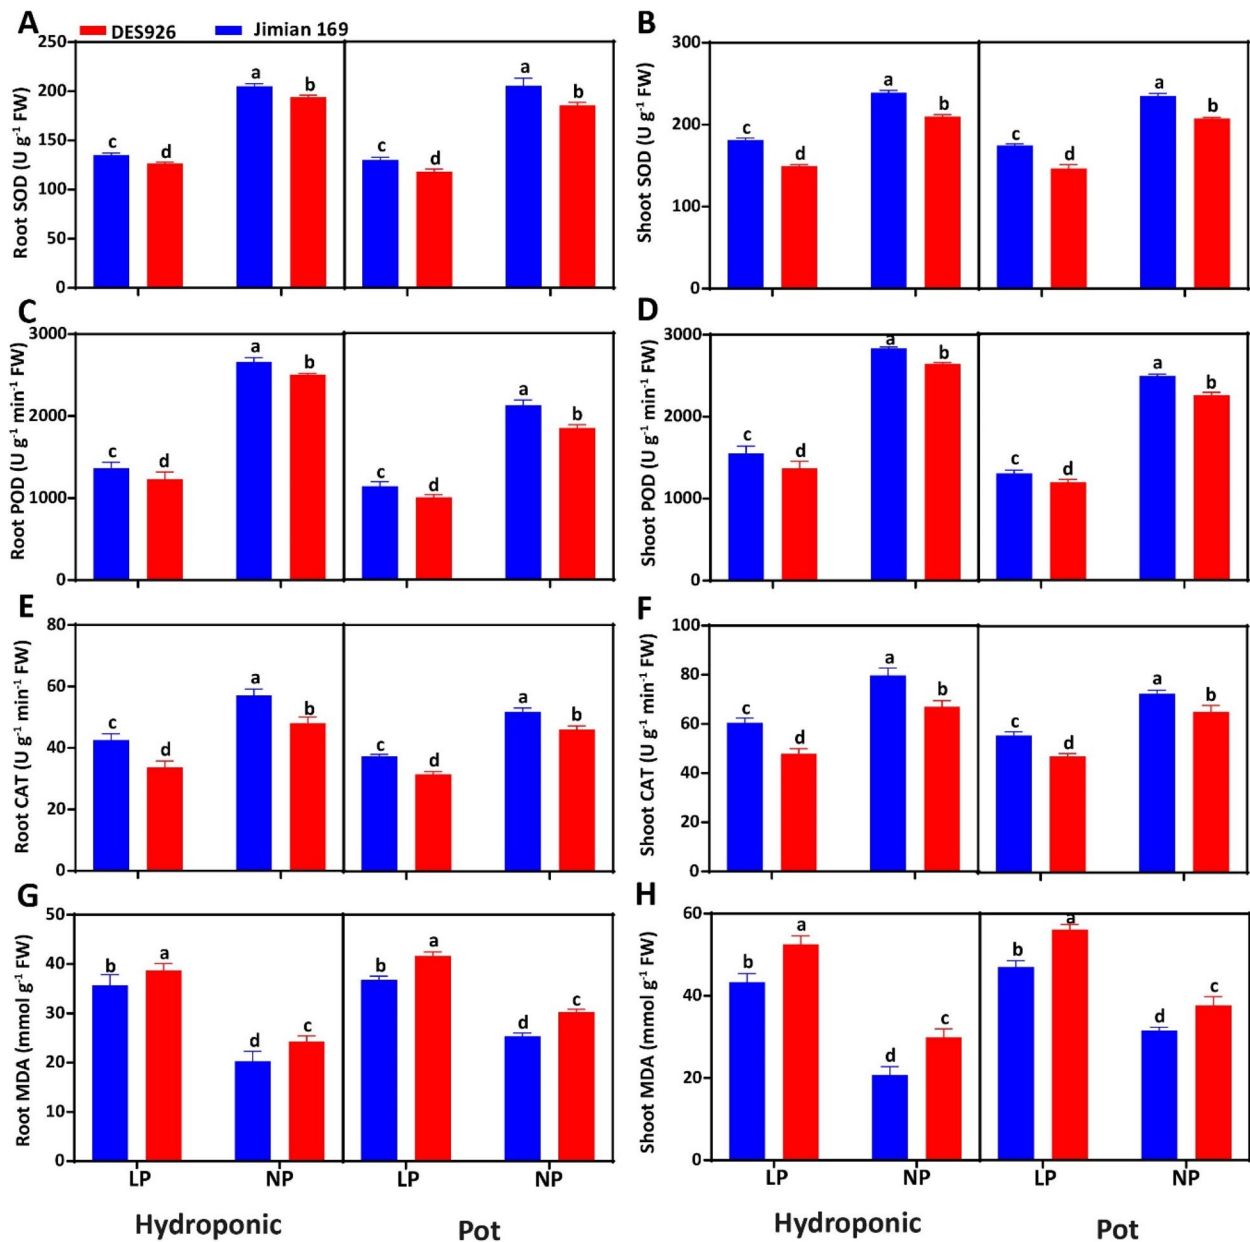 A
DES926 Jimian 169
Root SOD (U g⁻¹ FW)
250
200
150
100
50
0
c d a b c d a b
B
Shoot SOD (U g⁻¹ FW)
300
200
100
0
c d a b c d a b
C
Root POD (U g⁻¹ min⁻¹ FW)
3000
2000
1000
0
c d a b c d a b
D
Shoot POD (U g⁻¹ min⁻¹ FW)
3000
2000
1000
0
c d a b c d a b
E
Root CAT (U g⁻¹ min⁻¹ FW)
80
60
40
20
0
c d a b c d a b
F
Shoot CAT (U g⁻¹ min⁻¹ FW)
100
80
60
40
20
0
c d a b c d a b
G
Root MDA (mmol g⁻¹ FW)
50
40
30
20
10
0
b a d c b a d c
LP NP LP NP
Hydroponic Pot
H
Shoot MDA (mmol g⁻¹ FW)
60
40
20
0
b a d c b a d c
LP NP LP NP
Hydroponic Pot